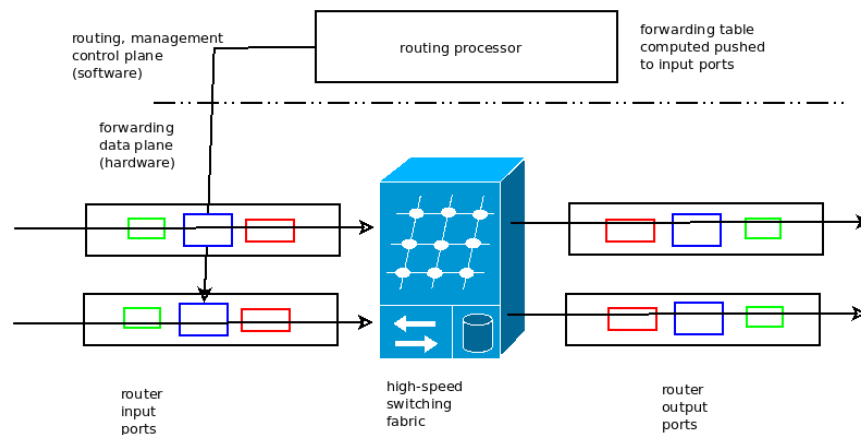 routing, management
control plane
(software)
routing processor
forwarding table
computed pushed
to input ports
forwarding
data plane
(hardware)
router
input
ports
high-speed
switching
fabric
router
output
ports